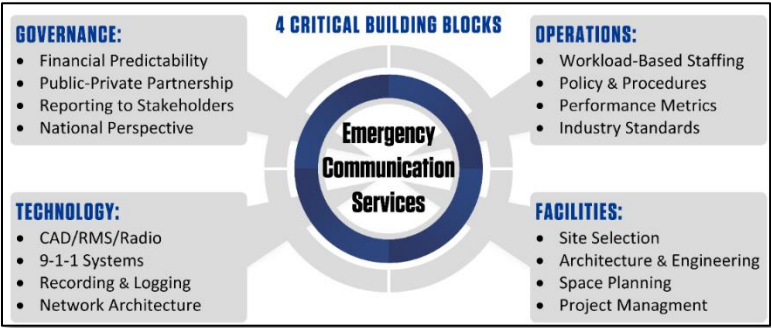 4 CRITICAL BUILDING BLOCKS
GOVERNANCE:
• Financial Predictability
• Public-Private Partnership
• Reporting to Stakeholders
• National Perspective
OPERATIONS:
• Workload-Based Staffing
• Policy & Procedures
• Performance Metrics
• Industry Standards
Emergency
Communication
Services
TECHNOLOGY:
• CAD/RMS/Radio
• 9-1-1 Systems
• Recording & Logging
• Network Architecture
FACILITIES:
• Site Selection
• Architecture & Engineering
• Space Planning
• Project Managment